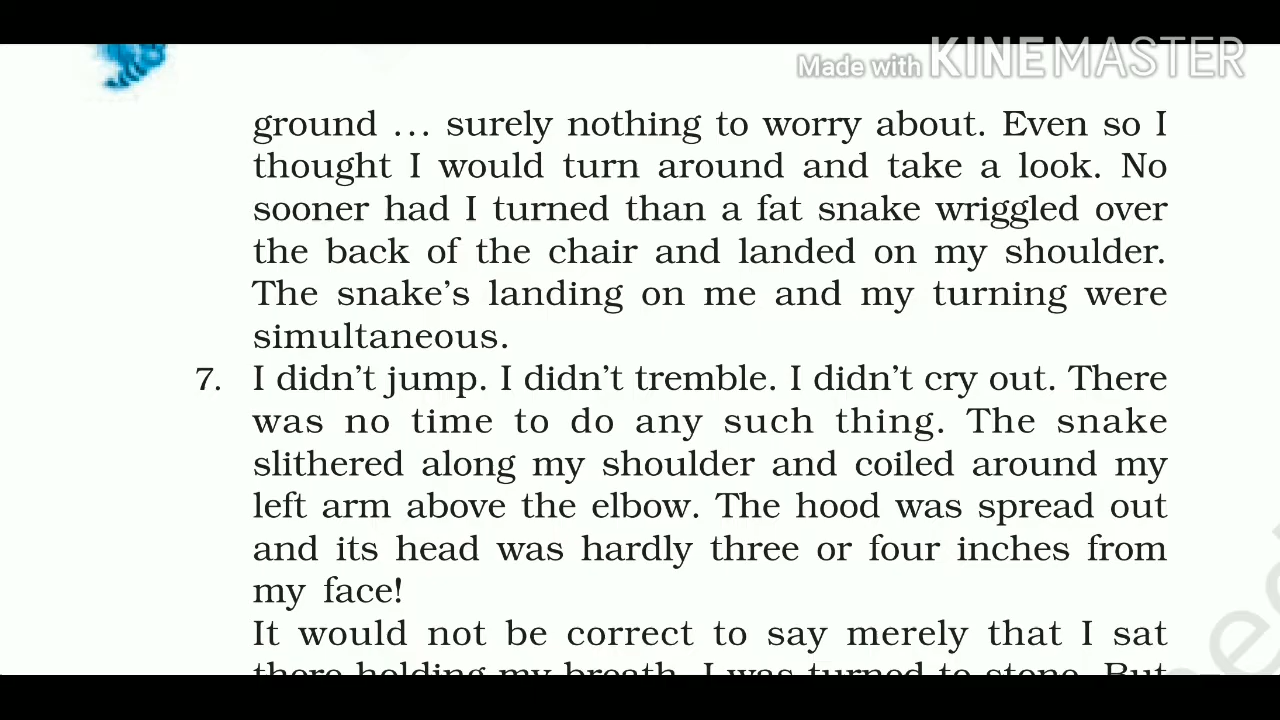 Made with KINEMASTER
ground … surely nothing to worry about. Even so I
thought I would turn around and take a look. No
sooner had I turned than a fat snake wriggled over
the back of the chair and landed on my shoulder.
The snake’s landing on me and my turning were
simultaneous.
7. I didn’t jump. I didn’t tremble. I didn’t cry out. There
was no time to do any such thing. The snake
slithered along my shoulder and coiled around my
left arm above the elbow. The hood was spread out
and its head was hardly three or four inches from
my face!
It would not be correct to say merely that I sat
there holding my breath. I was turned to stone. But